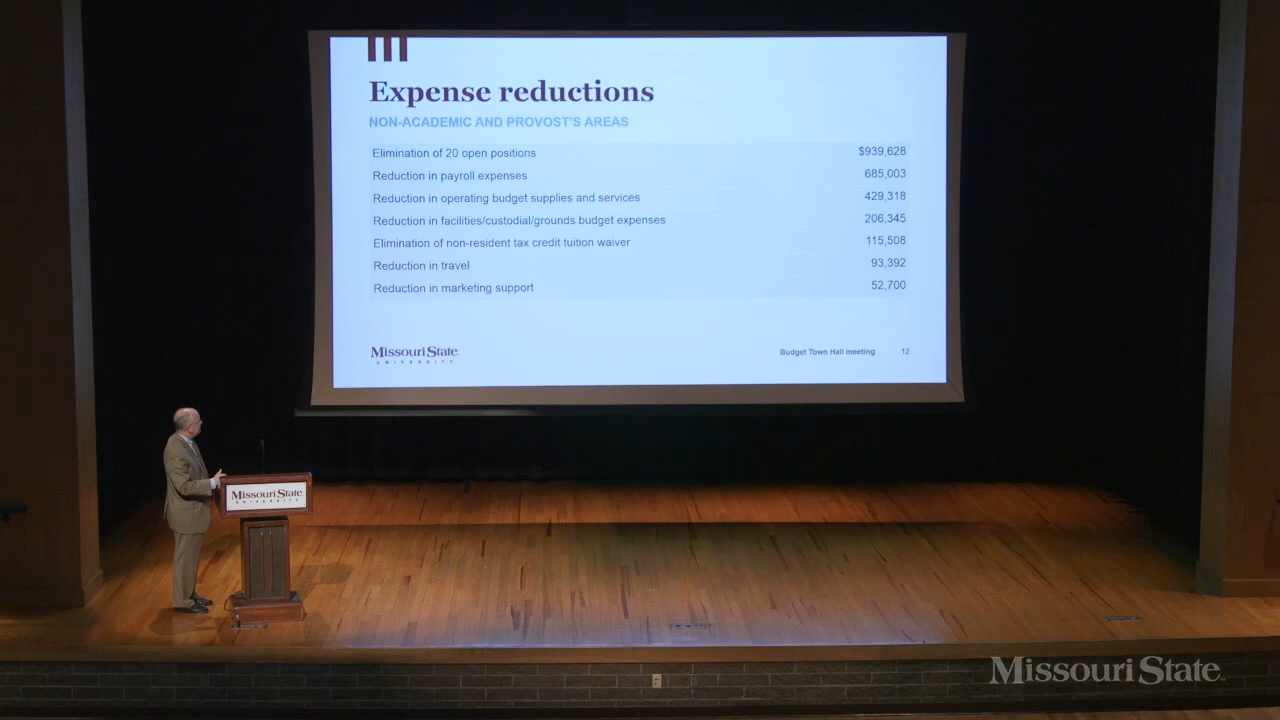 Expense reductions
NON-ACADEMIC AND PROVOST'S AREAS
Elimination of 20 open positions $939,628
Reduction in payroll expenses 685,003
Reduction in operating budget supplies and services 429,318
Reduction in facilities/custodial/grounds budget expenses 206,345
Elimination of non-resident tax credit tuition waiver 115,508
Reduction in travel 93,392
Reduction in marketing support 52,700
Missouri State
UNIVERSITY
Budget Town Hall meeting 12
Missouri State
UNIVERSITY
Missouri State